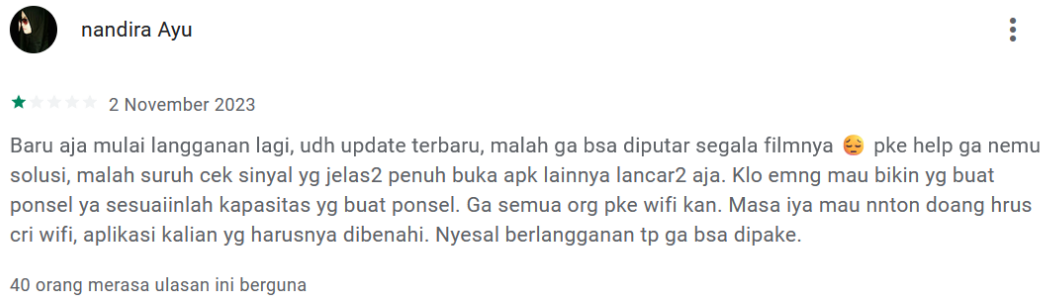 nandira Ayu
2 November 2023
Baru aja mulai langganan lagi, udh update terbaru, malah ga bsa diputar segala filmnya 😔 pke help ga nemu
solusi, malah suruh cek sinyal yg jelas2 penuh buka apk lainnya lancar2 aja. Klo emng mau bikin yg buat
ponsel ya sesuaiinlah kapasitas yg buat ponsel. Ga semua org pke wifi kan. Masa iya mau nnton doang hrus
cri wifi, aplikasi kalian yg harusnya dibenahi. Nyesal berlangganan tp ga bsa dipake.
40 orang merasa ulasan ini berguna